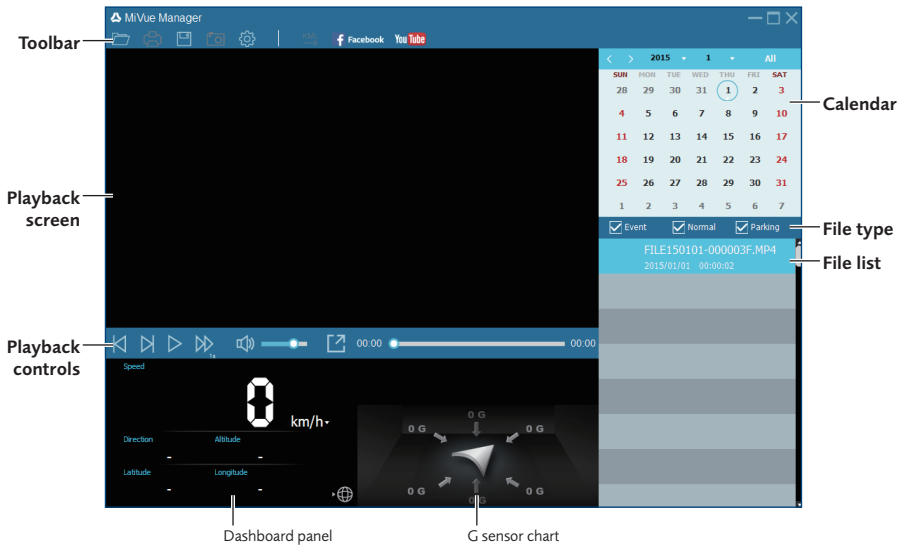 MiVue Manager
Toolbar
Facebook
You Tube
2015 1 All
SUN MON TUE WED THU FRI SAT
28 29 30 31 1 2 3
4 5 6 7 8 9 10
11 12 13 14 15 16 17
18 19 20 21 22 23 24
25 26 27 28 29 30 31
1 2 3 4 5 6 7
Calendar
Playback
screen
Event Normal Parking
File type
FILE150101-000003F.MP4
2015/01/01 00:00:02
File list
Playback
controls
1x
00:00 00:00
Speed
0 km/h
Direction Altitude
- -
Latitude Longitude
- -
0 G
0 G
0 G
0 G
0 G
0 G
Dashboard panel
G sensor chart